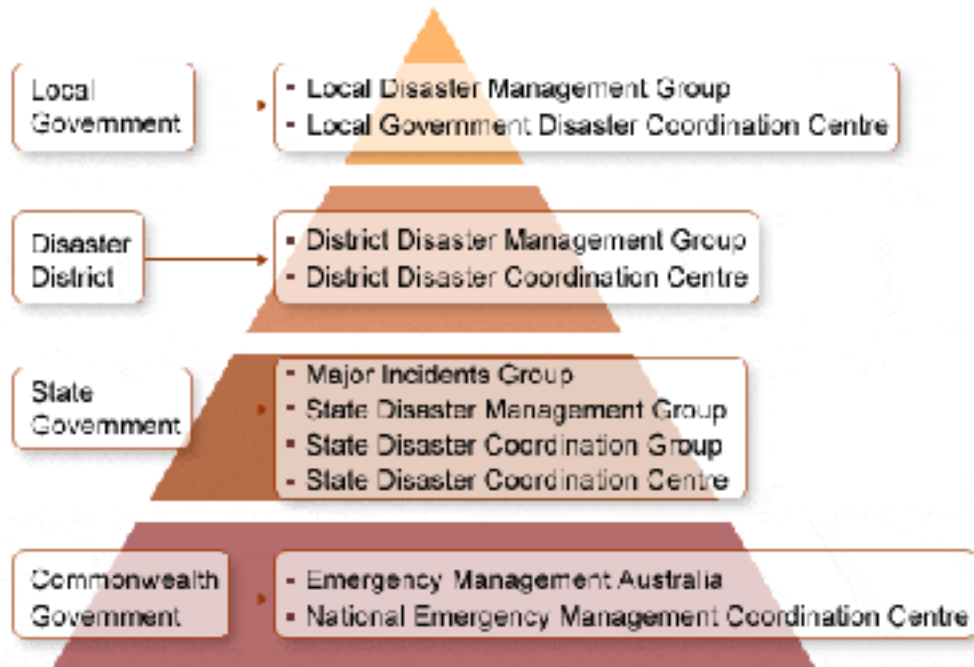 Local
Government
- Local Disaster Management Group
- Local Government Disaster Coordination Centre
Disaster
District
- District Disaster Management Group
- District Disaster Coordination Centre
State
Government
- Major Incidents Group
- State Disaster Management Group
- State Disaster Coordination Group
- State Disaster Coordination Centre
Commonwealth
Government
- Emergency Management Australia
- National Emergency Management Coordination Centre